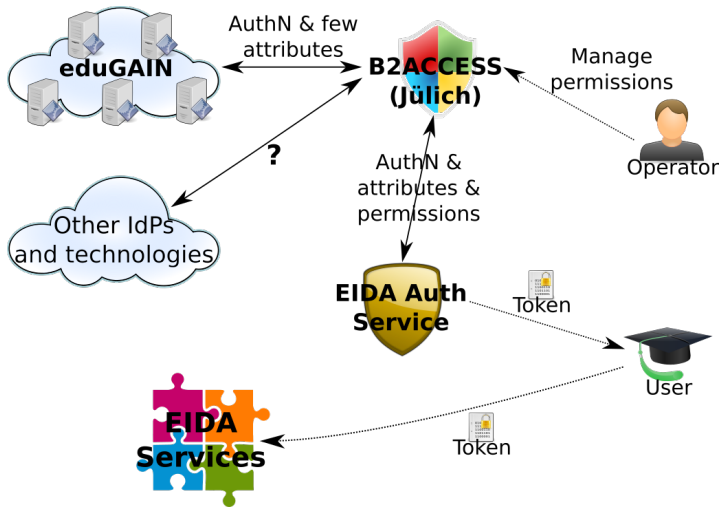 AuthN & few
attributes
eduGAIN
B2ACCESS
(Jülich)
Manage
permissions
Operator
?
AuthN &
attributes &
permissions
Other IdPs
and technologies
EIDA Auth
Service
Token
User
Token
EIDA
Services